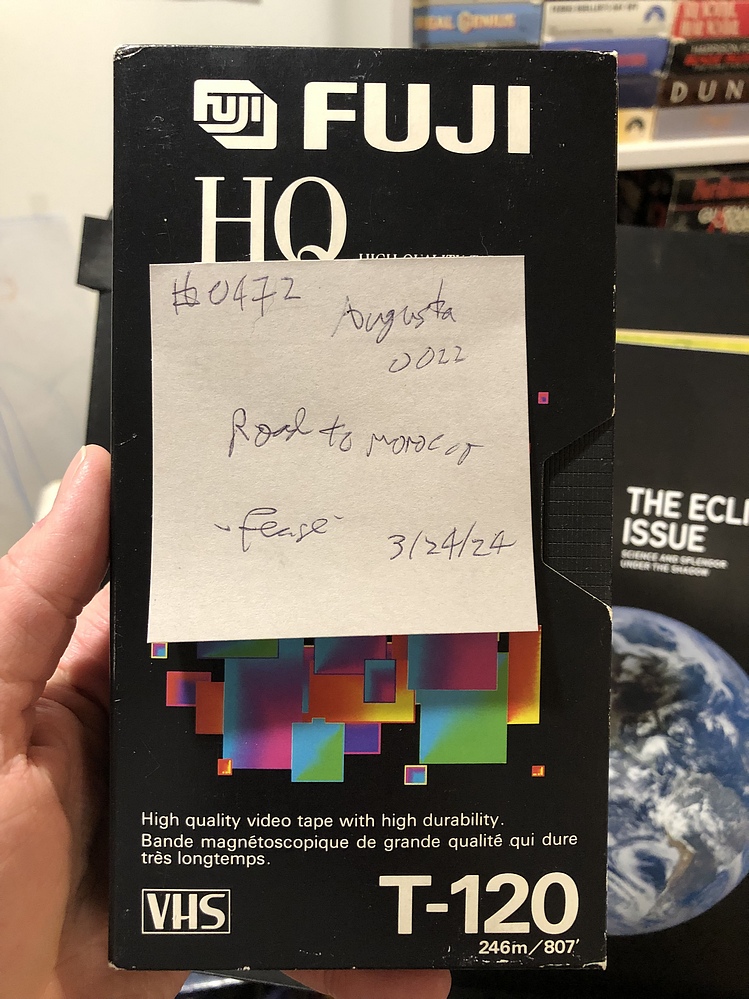 FUJI
FUJI
HQ
#0472
Augusta
0022
Road to Morocco
3/24/24
High quality video tape with high durability.
Bande magnétoscopique de grande qualité qui dure
très longtemps.
VHS
T-120
246m/807'
THE ECLI
ISSUE
SCIENCE AND SPLENDOR
UNDER THE SHADOW
DUN